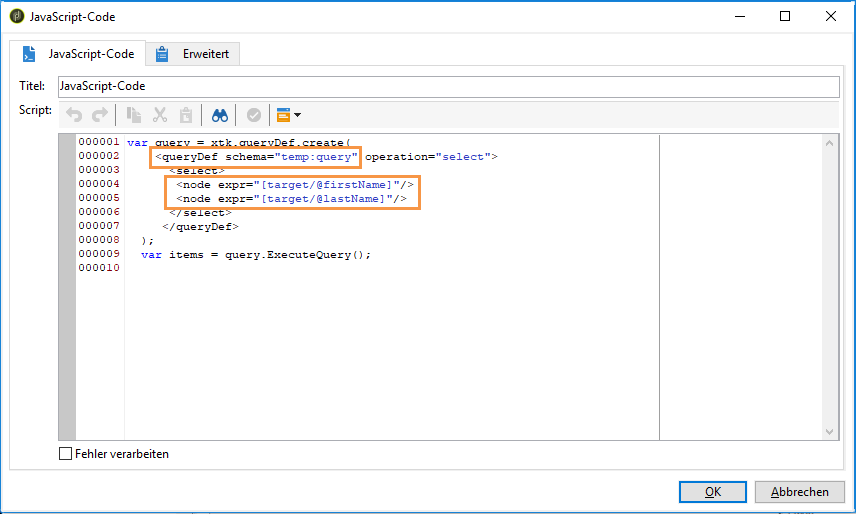 JavaScript-Code
JavaScript-Code
Erweitert
Titel:
JavaScript-Code
Script:
000001 var query = xtk.queryDef.create(
000002 <queryDef schema="temp:query" operation="select">
000003 <select>
000004 <node expr="[target/@firstName]"/>
000005 <node expr="[target/@lastName]"/>
000006 </select>
000007 </queryDef>
000008 );
000009 var items = query.ExecuteQuery();
000010
Fehler verarbeiten
OK
Abbrechen